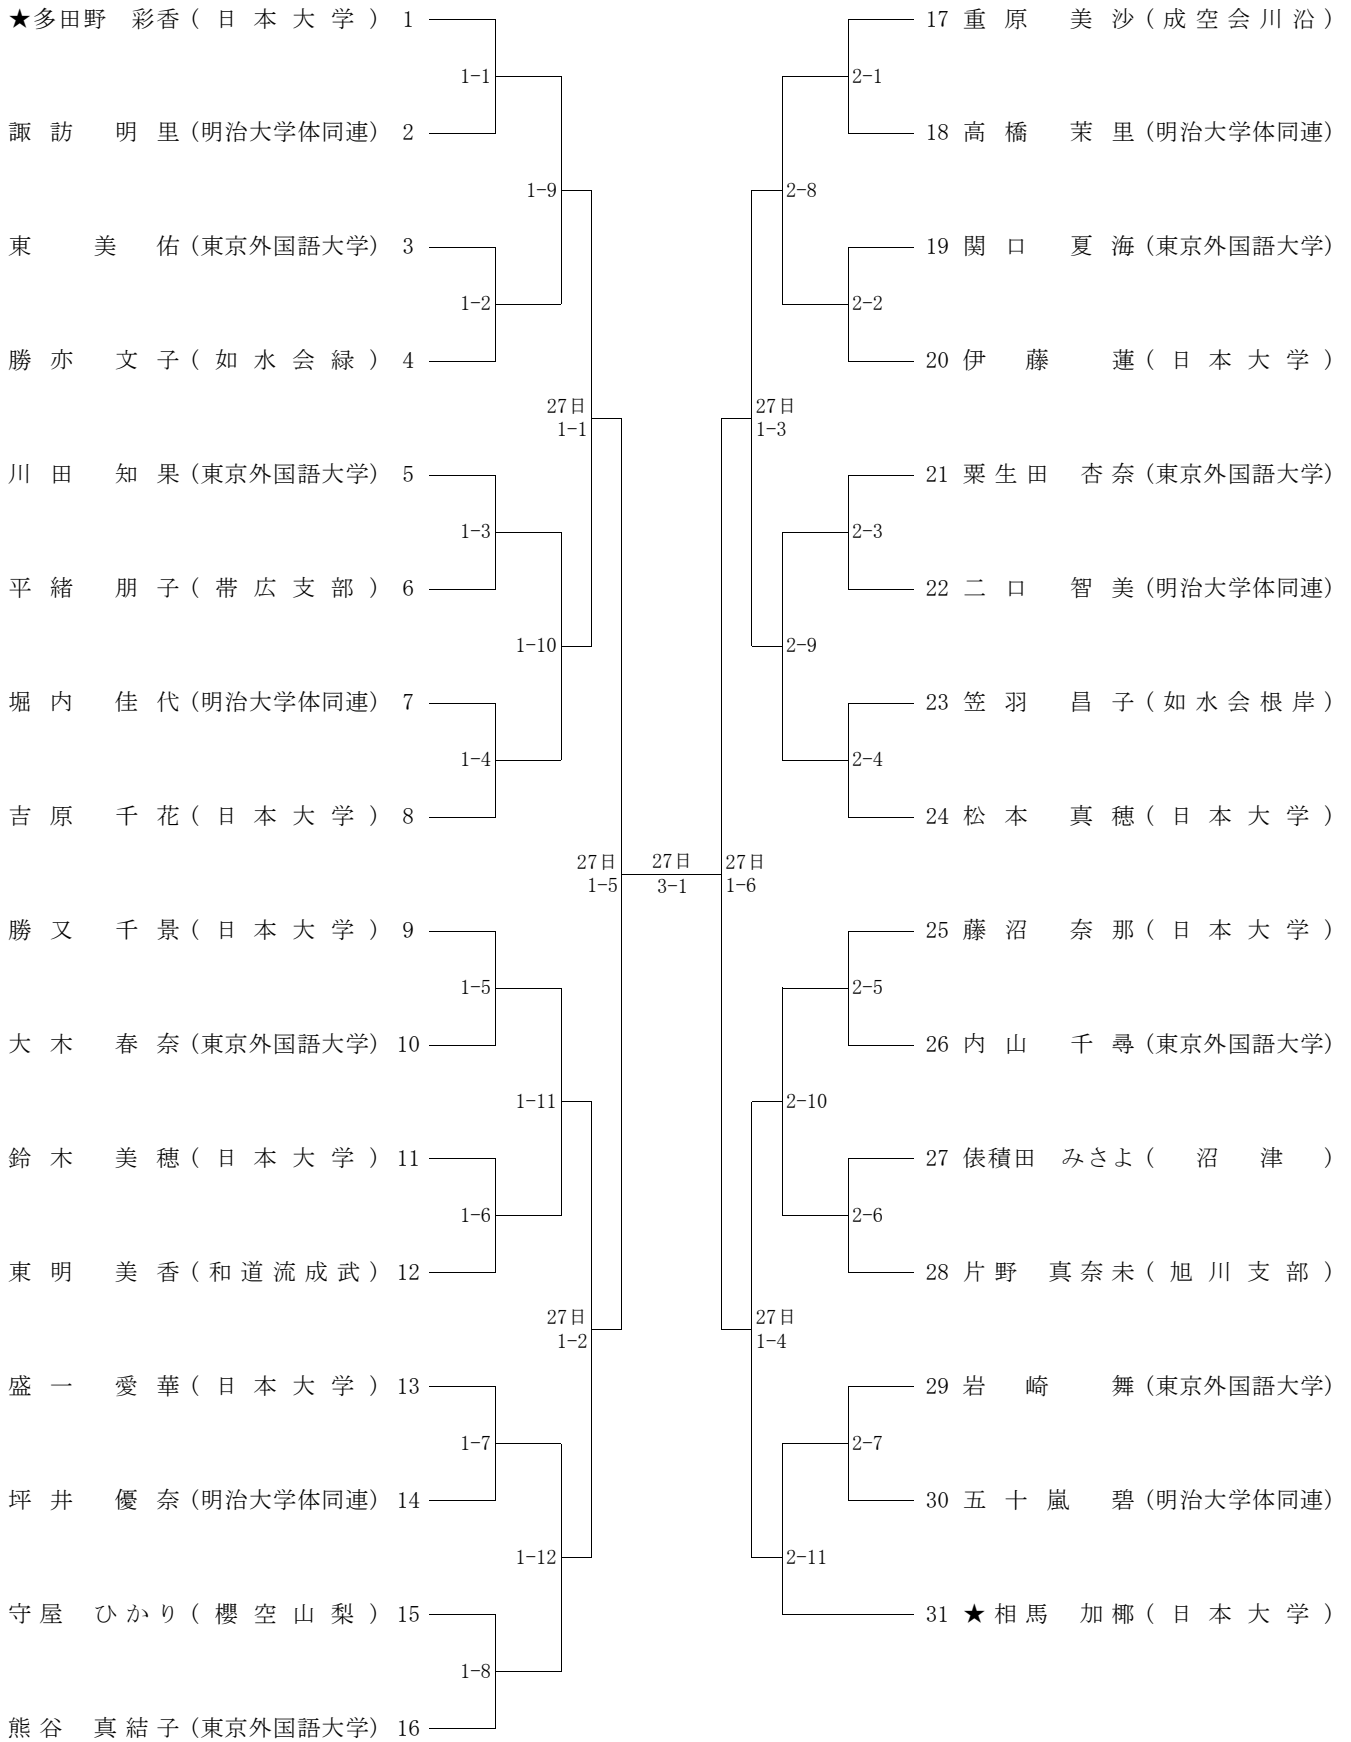 ★多田野 彩香(日本大学) 1
1-1
諏訪 明里(明治大学体同連) 2
1-9
東 美佑(東京外国語大学) 3
1-2
勝亦 文子(如水会緑) 4
27日
1-1
川田 知果(東京外国語大学) 5
1-3
平緒 朋子(帯広支部) 6
1-10
堀内 佳代(明治大学体同連) 7
1-4
吉原 千花(日本大学) 8
27日
1-5
勝又 千景(日本大学) 9
1-5
大木 春奈(東京外国語大学) 10
1-11
鈴木 美穂(日本大学) 11
1-6
東明 美香(和道流成武) 12
27日
1-2
盛一 愛華(日本大学) 13
1-7
坪井 優奈(明治大学体同連) 14
1-12
守屋 ひかり(櫻空山梨) 15
1-8
熊谷 真結子(東京外国語大学) 16
27日
3-1
17 重原 美沙(成空会川沿)
2-1
18 高橋 茉里(明治大学体同連)
2-8
19 関口 夏海(東京外国語大学)
2-2
20 伊藤 蓮(日本大学)
27日
1-3
21 粟生田 杏奈(東京外国語大学)
2-3
22 二口 智美(明治大学体同連)
2-9
23 笠羽 昌子(如水会根岸)
2-4
24 松本 真穂(日本大学)
27日
1-6
25 藤沼 奈那(日本大学)
2-5
26 内山 千尋(東京外国語大学)
2-10
27 俵積田 みさよ(沼津)
2-6
28 片野 真奈未(旭川支部)
27日
1-4
29 岩崎 舞(東京外国語大学)
2-7
30 五十嵐 碧(明治大学体同連)
2-11
31 ★相馬 加椰(日本大学)